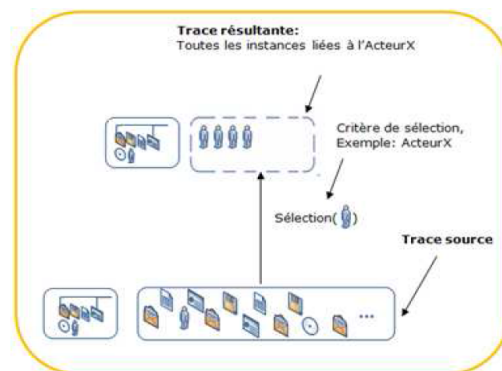 Trace résultante:
Toutes les instances liées à l'ActeurX
Critère de sélection,
Exemple: ActeurX
Sélection( )
Trace source
...